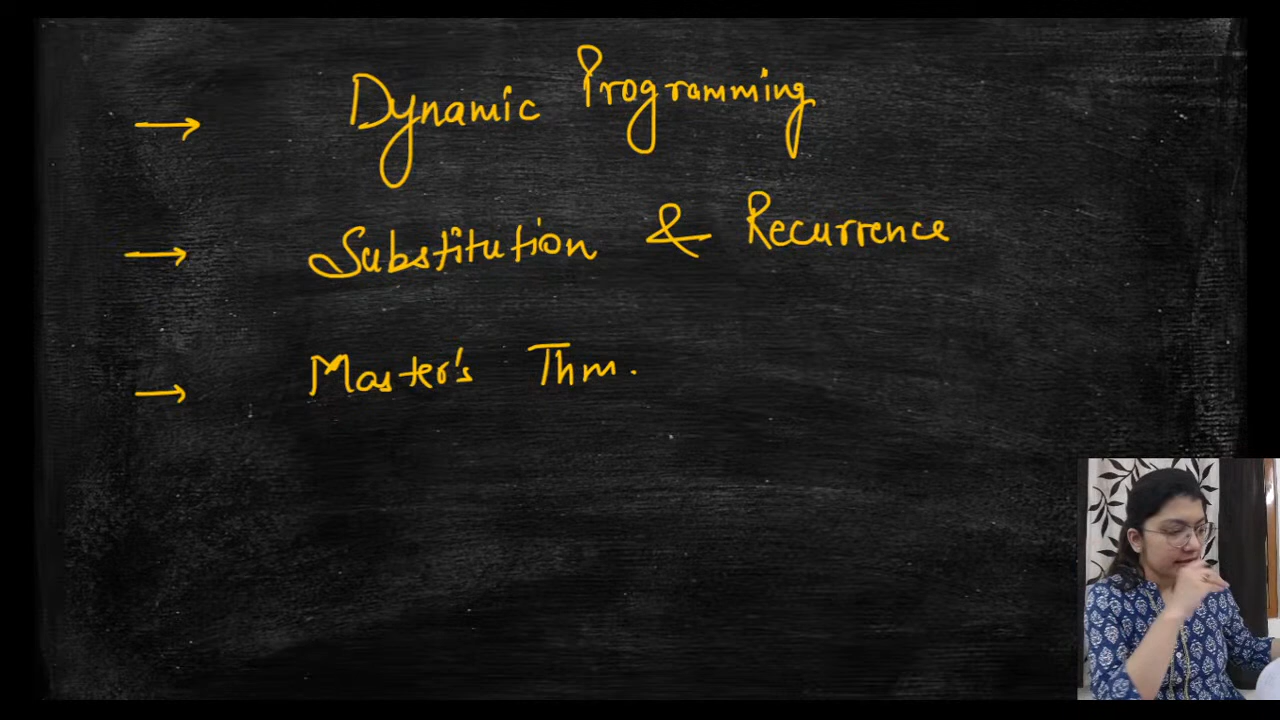 → Dynamic Programming
→ Substitution & Recurrence
→ Master's Thm.